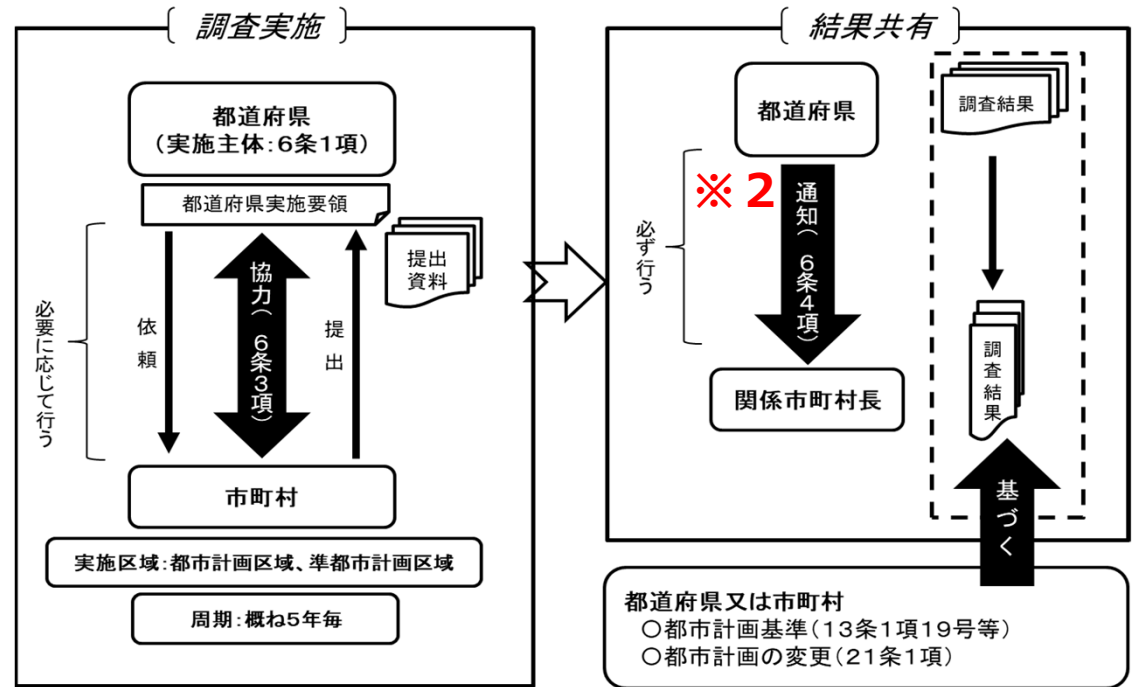 調査実施
都道府県
(実施主体:6条1項)
都道府県実施要領
提出
資料
必要に応じて行う
依頼
協力(6条3項)
提出
市町村
実施区域:都市計画区域、準都市計画区域
周期:概ね5年毎
結果共有
都道府県
※2
通知(6条4項)
必ず行う
関係市町村長
調査結果
調査結果
基づく
都道府県又は市町村
○都市計画基準(13条1項19号等)
○都市計画の変更(21条1項)